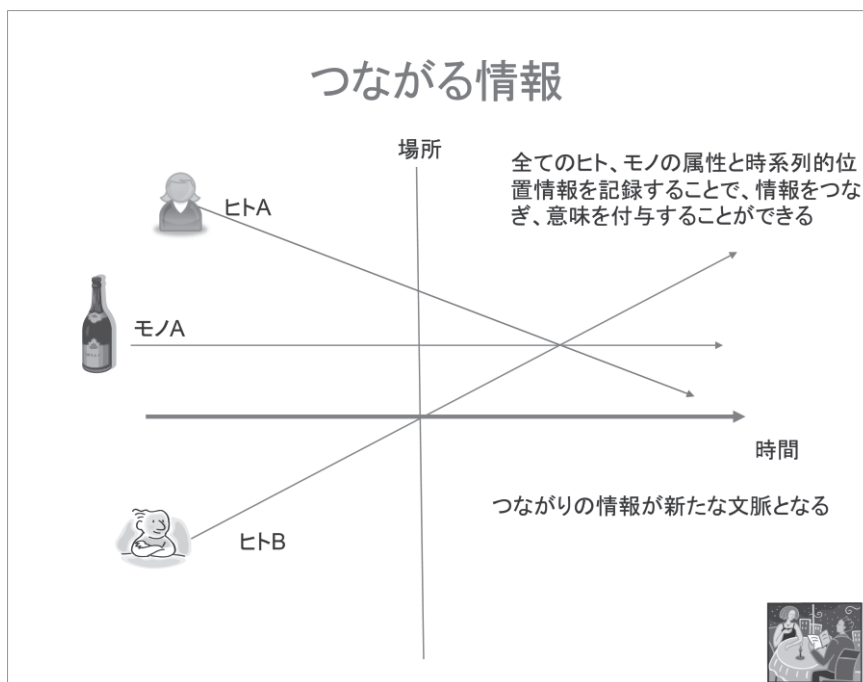 つながる情報
場所
全てのヒト、モノの属性と時系列的位
置情報を記録することで、情報をつな
ぎ、意味を付与することができる
ヒトA
モノA
時間
つながりの情報が新たな文脈となる
ヒトB